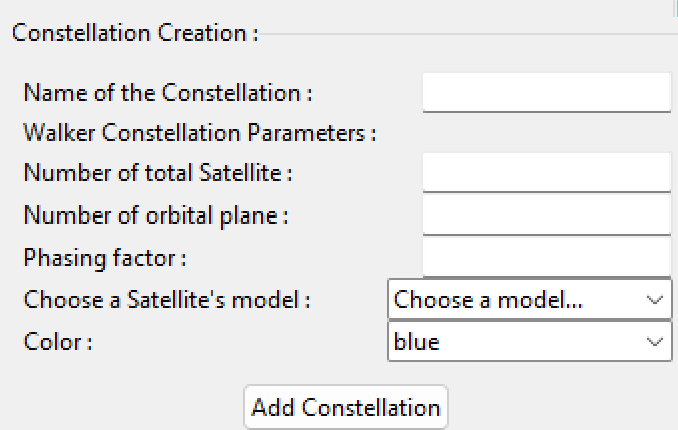 Constellation Creation :
Name of the Constellation :
Walker Constellation Parameters :
Number of total Satellite :
Number of orbital plane :
Phasing factor :
Choose a Satellite's model : Choose a model...
Color : blue
Add Constellation